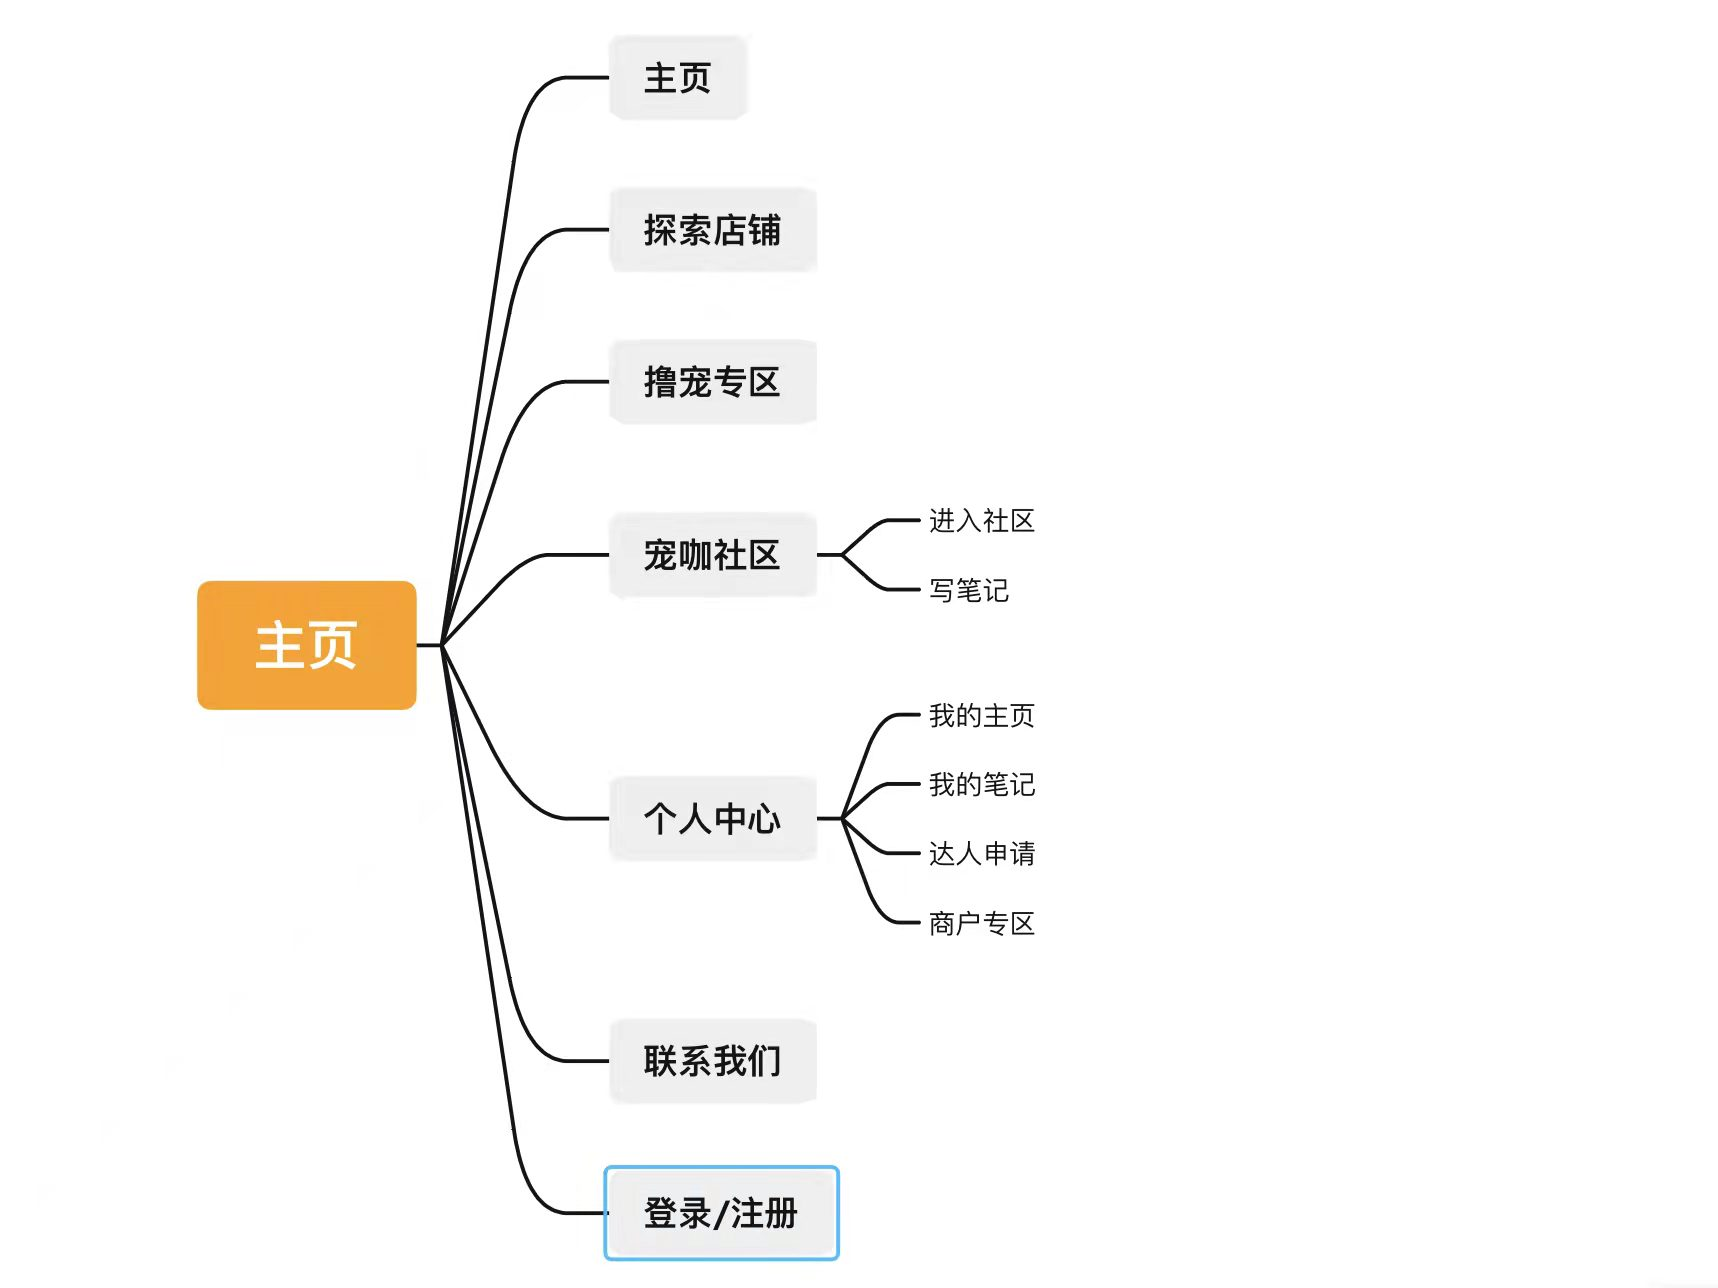 主页
主页
探索店铺
撸宠专区
宠咖社区
进入社区
写笔记
个人中心
我的主页
我的笔记
达人申请
商户专区
联系我们
登录/注册